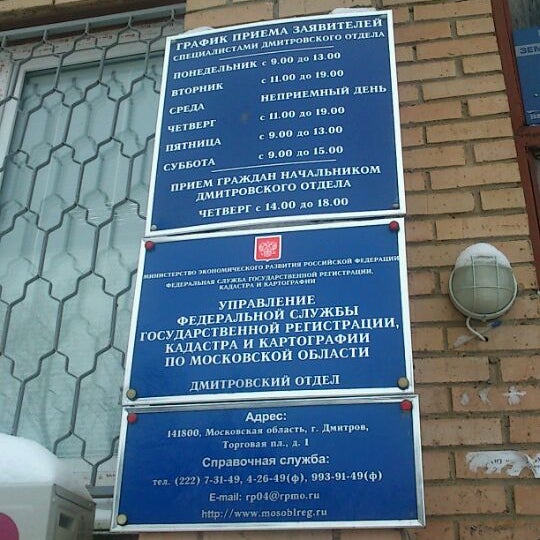 ГРАФИК ПРИЕМА ЗАЯВИТЕЛЕЙ
СПЕЦИАЛИСТАМИ ДМИТРОВСКОГО ОТДЕЛА
ПОНЕДЕЛЬНИК с 9.00 до 13.00
ВТОРНИК с 11.00 до 19.00
СРЕДА НЕПРИЕМНЫЙ ДЕНЬ
ЧЕТВЕРГ с 11.00 до 19.00
ПЯТНИЦА с 9.00 до 13.00
СУББОТА с 9.00 до 15.00
ПРИЕМ ГРАЖДАН НАЧАЛЬНИКОМ
ДМИТРОВСКОГО ОТДЕЛА
ЧЕТВЕРГ с 14.00 до 18.00
МИНИСТЕРСТВО ЭКОНОМИЧЕСКОГО РАЗВИТИЯ РОССИЙСКОЙ ФЕДЕРАЦИИ
ФЕДЕРАЛЬНАЯ СЛУЖБА ГОСУДАРСТВЕННОЙ РЕГИСТРАЦИИ,
КАДАСТРА И КАРТОГРАФИИ
УПРАВЛЕНИЕ
ФЕДЕРАЛЬНОЙ СЛУЖБЫ
ГОСУДАРСТВЕННОЙ РЕГИСТРАЦИИ,
КАДАСТРА И КАРТОГРАФИИ
ПО МОСКОВСКОЙ ОБЛАСТИ
ДМИТРОВСКИЙ ОТДЕЛ
Адрес:
141800, Московская область, г. Дмитров,
Торговая пл., д. 1
Справочная служба:
тел. (222) 7-31-49, 4-26-49(ф), 993-91-49(ф)
E-mail: rp04@rpmo.ru
http://www.mosoblreg.ru